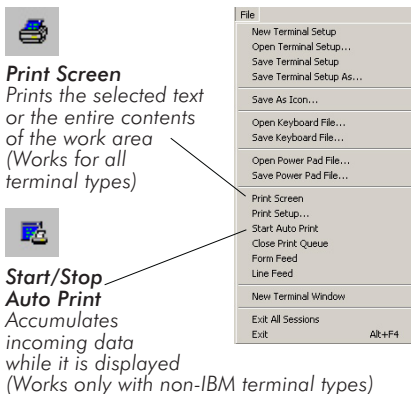 Print Screen
Prints the selected text
or the entire contents
of the work area
(Works for all
terminal types)
Start/Stop
Auto Print
Accumulates
incoming data
while it is displayed
(Works only with non-IBM terminal types)
File
New Terminal Setup
Open Terminal Setup...
Save Terminal Setup
Save Terminal Setup As...
Save As Icon...
Open Keyboard File...
Save Keyboard File...
Open Power Pad File...
Save Power Pad File...
Print Screen
Print Setup...
Start Auto Print
Close Print Queue
Form Feed
Line Feed
New Terminal Window
Exit All Sessions
Exit Alt+F4